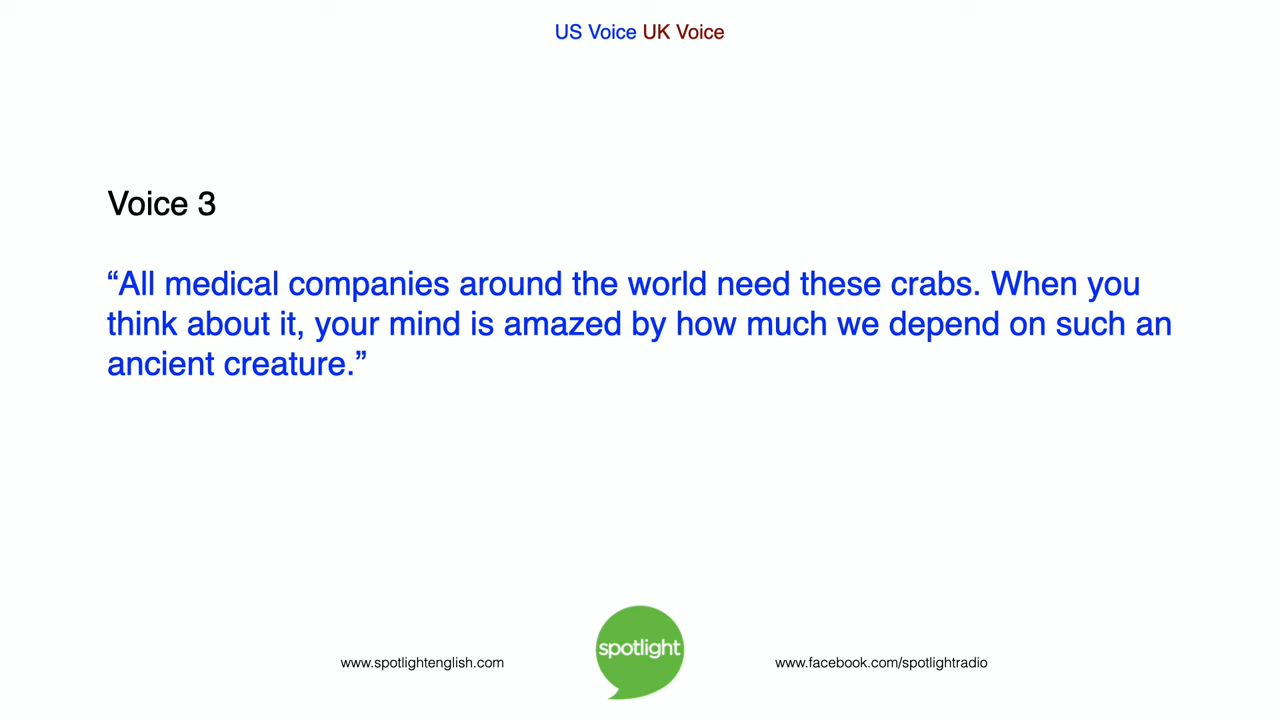 US Voice UK Voice
Voice 3
“All medical companies around the world need these crabs. When you
think about it, your mind is amazed by how much we depend on such an
ancient creature.”
spotlight
www.spotlightenglish.com
www.facebook.com/spotlightradio